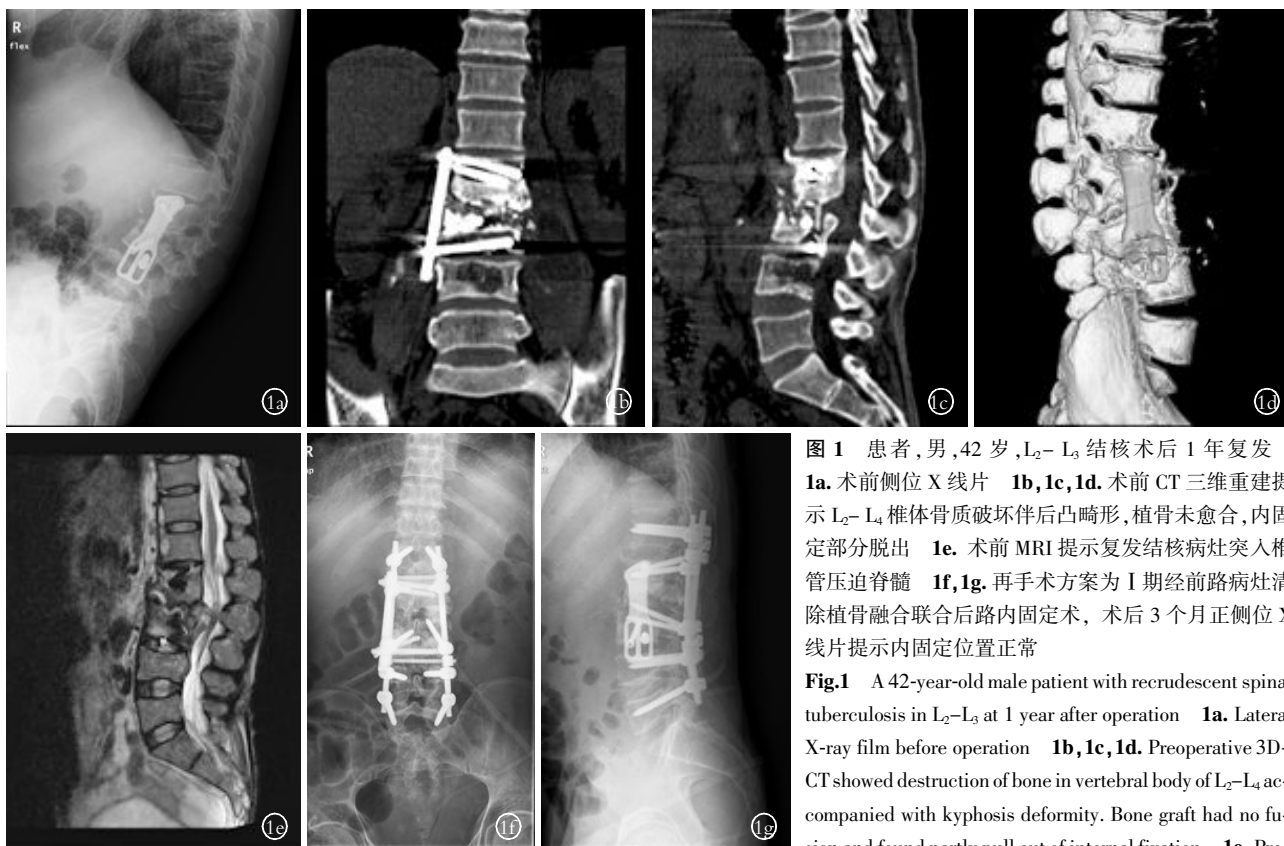 R
flex
1a
1b
1c
1d
1e
R
1f
R
1g
图 1 患者,男,42 岁,L₂- L₃ 结核术后 1 年复发
1a. 术前侧位 X 线片 1b,1c,1d. 术前 CT 三维重建提
示 L₂- L₄ 椎体骨质破坏伴后凸畸形,植骨未愈合,内固
定部分脱出 1e. 术前 MRI 提示复发结核病灶突入椎
管压迫脊髓 1f,1g. 再手术方案为 I 期经前路病灶清
除植骨融合联合后路内固定术, 术后 3 个月正侧位 X
线片提示内固定位置正常
Fig.1 A 42-year-old male patient with recrudescent spina
tuberculosis in L₂–L₃ at 1 year after operation 1a. Latera
X-ray film before operation 1b,1c,1d. Preoperative 3D-
CT showed destruction of bone in vertebral body of L₂–L₄ ac-
companied with kyphosis deformity. Bone graft had no fu-